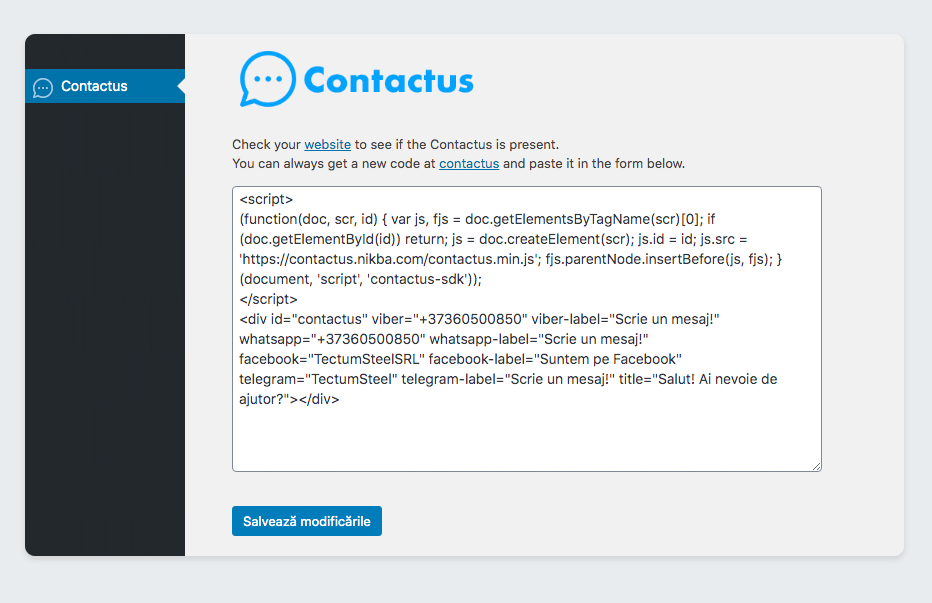 Contactus
Contactus
Check your website to see if the Contactus is present.
You can always get a new code at contactus and paste it in the form below.
<script>
(function(doc, scr, id) { var js, fjs = doc.getElementsByTagName(scr)[0]; if
(doc.getElementById(id)) return; js = doc.createElement(scr); js.id = id; js.src =
'https://contactus.nikba.com/contactus.min.js'; fjs.parentNode.insertBefore(js, fjs); }
(document, 'script', 'contactus-sdk'));
</script>
<div id="contactus" viber="+37360500850" viber-label="Scrie un mesaj!"
whatsapp="+37360500850" whatsapp-label="Scrie un mesaj!"
facebook="TectumSteelSRL" facebook-label="Suntem pe Facebook"
telegram="TectumSteel" telegram-label="Scrie un mesaj!" title="Salut! Ai nevoie de
ajutor?"></div>
Salvează modificările